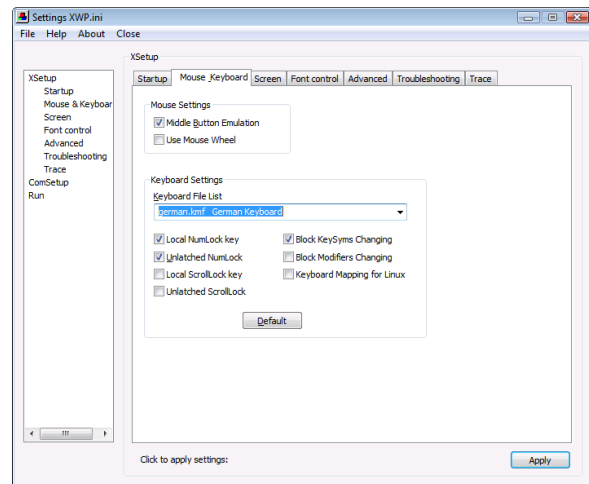 Settings XWP.ini
File Help About Close
XSetup
Startup
Mouse & Keyboar
Screen
Font control
Advanced
Troubleshooting
Trace
ComSetup
Run
XSetup
Startup Mouse _Keyboard Screen Font control Advanced Troubleshooting Trace
Mouse Settings
Middle Button Emulation
Use Mouse Wheel
Keyboard Settings
Keyboard File List
german.kmf German Keyboard
Local NumLock key Block KeySyms Changing
Unlatched NumLock Block Modifiers Changing
Local ScrollLock key Keyboard Mapping for Linux
Unlatched ScrollLock
Default
Click to apply settings: Apply